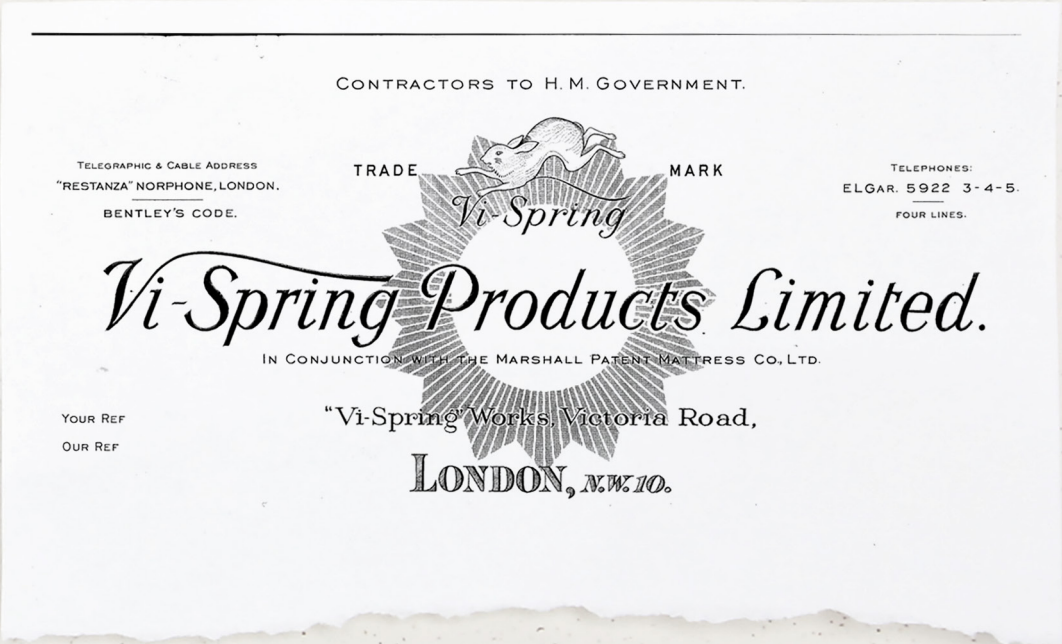 CONTRACTORS TO H. M. GOVERNMENT.
TELEGRAPHIC & CABLE ADDRESS
"RESTANZA" NORPHONE, LONDON.
BENTLEY'S CODE.
TRADE MARK
Vi-Spring
TELEPHONES:
ELGAR. 5922 3-4-5.
FOUR LINES.
Vi-Spring Products Limited.
IN CONJUNCTION WITH THE MARSHALL PATENT MATTRESS CO., LTD.
YOUR REF
OUR REF
"Vi-Spring" Works, Victoria Road,
LONDON, N.W.10.